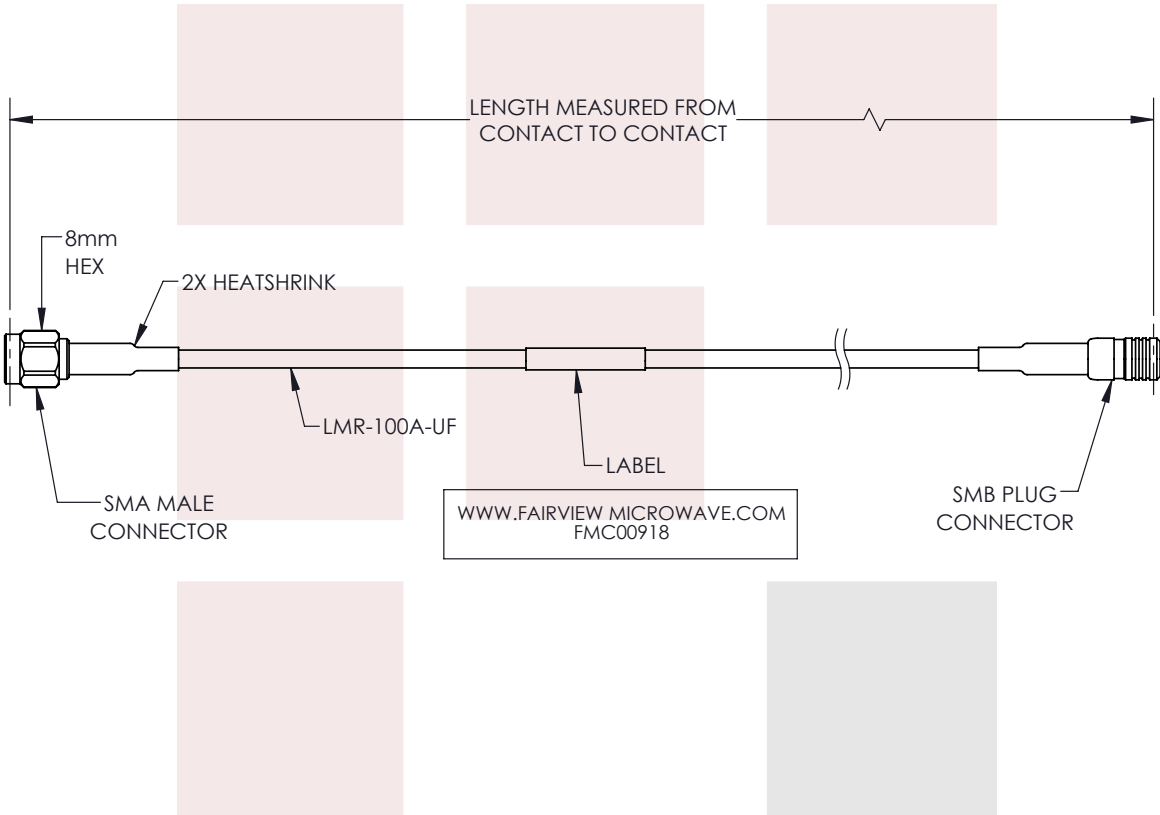 LENGTH MEASURED FROM
CONTACT TO CONTACT
8mm
HEX
2X HEATSHRINK
LMR-100A-UF
LABEL
SMA MALE
CONNECTOR
WWW.FAIRVIEW MICROWAVE.COM
FMC00918
SMB PLUG
CONNECTOR